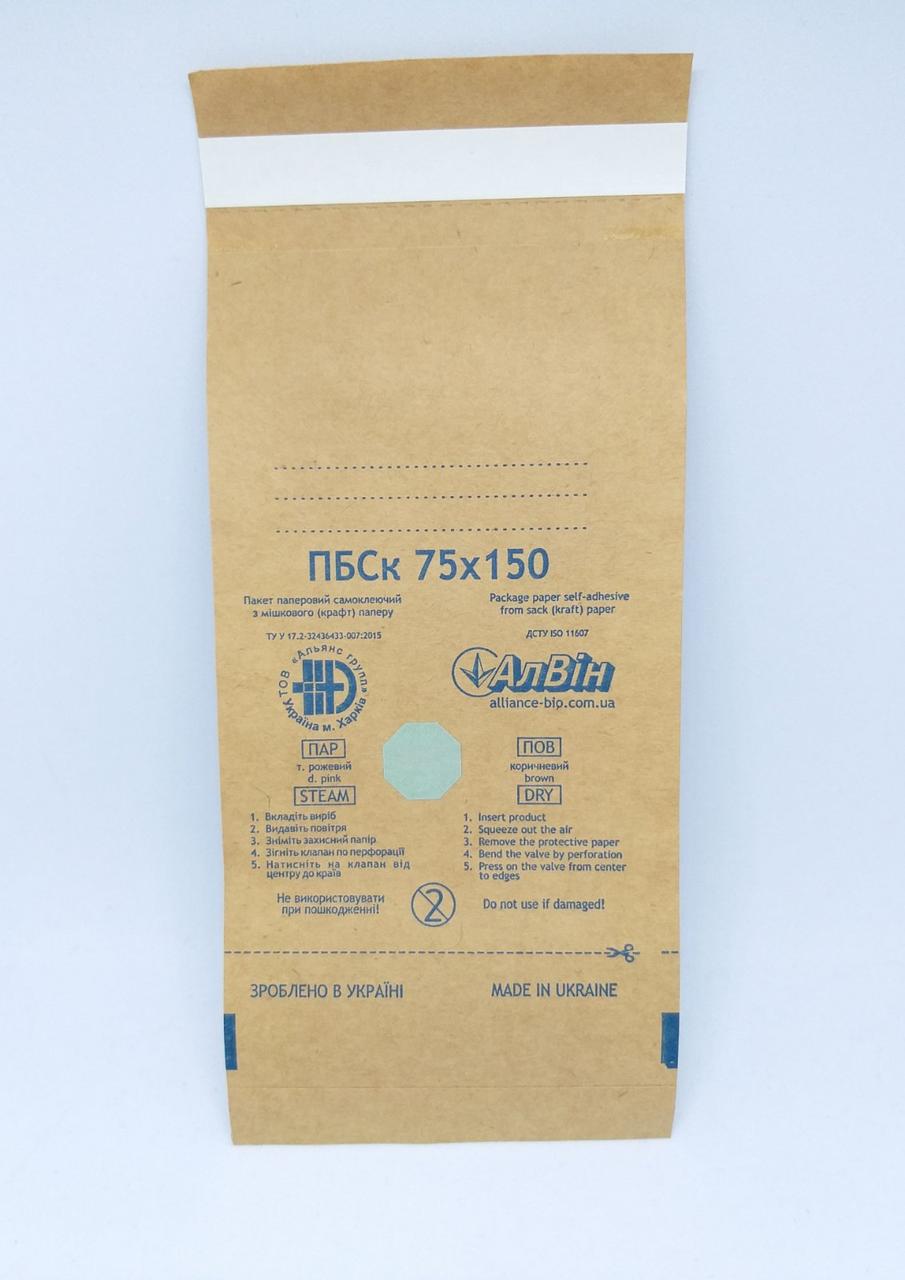 ПБСк 75х150
Пакет паперовий самоклеючий
з мішкового (крафт) паперу
Package paper self-adhesive
from sack (kraft) paper
ТУ У 17.2-32436433-007:2015
ДСТУ ISO 11607
ТОВ «Альянс групп»
Україна м. Харків
АлВін
alliance-bio.com.ua
ПАР
т. рожевий
d. pink
STEAM
ПОВ
коричневий
brown
DRY
1. Вкладіть виріб
2. Видавіть повітря
3. Зніміть захисний папір
4. Зігніть клапан по перфорації
5. Натисніть на клапан від
центру до країв
1. Insert product
2. Squeeze out the air
3. Remove the protective paper
4. Bend the valve by perforation
5. Press on the valve from center
to edges
Не використовувати
при пошкодженні!
2
Do not use if damaged!
ЗРОБЛЕНО В УКРАЇНІ
MADE IN UKRAINE